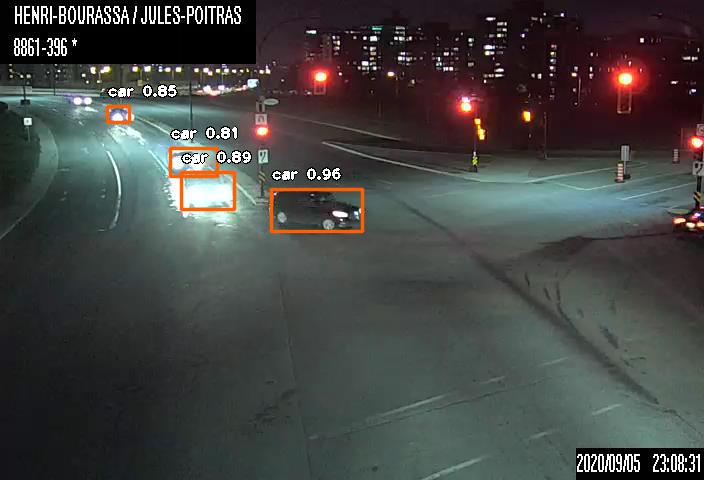 HENRI-BOURASSA / JULES-POITRAS
8861-396 *
car 0.85
car 0.81
car 0.89
car 0.96
2020/09/05 23:08:31